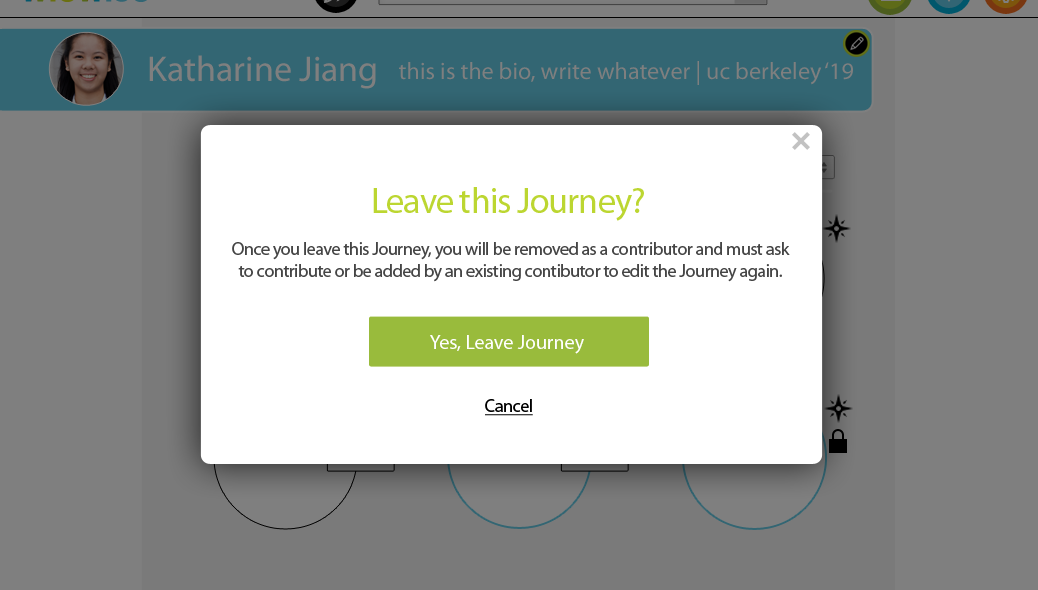 Katharine Jiang this is the bio, write whatever | uc berkeley ‘19
Leave this Journey?
Once you leave this Journey, you will be removed as a contributor and must ask
to contribute or be added by an existing contibutor to edit the Journey again.
Yes, Leave Journey
Cancel